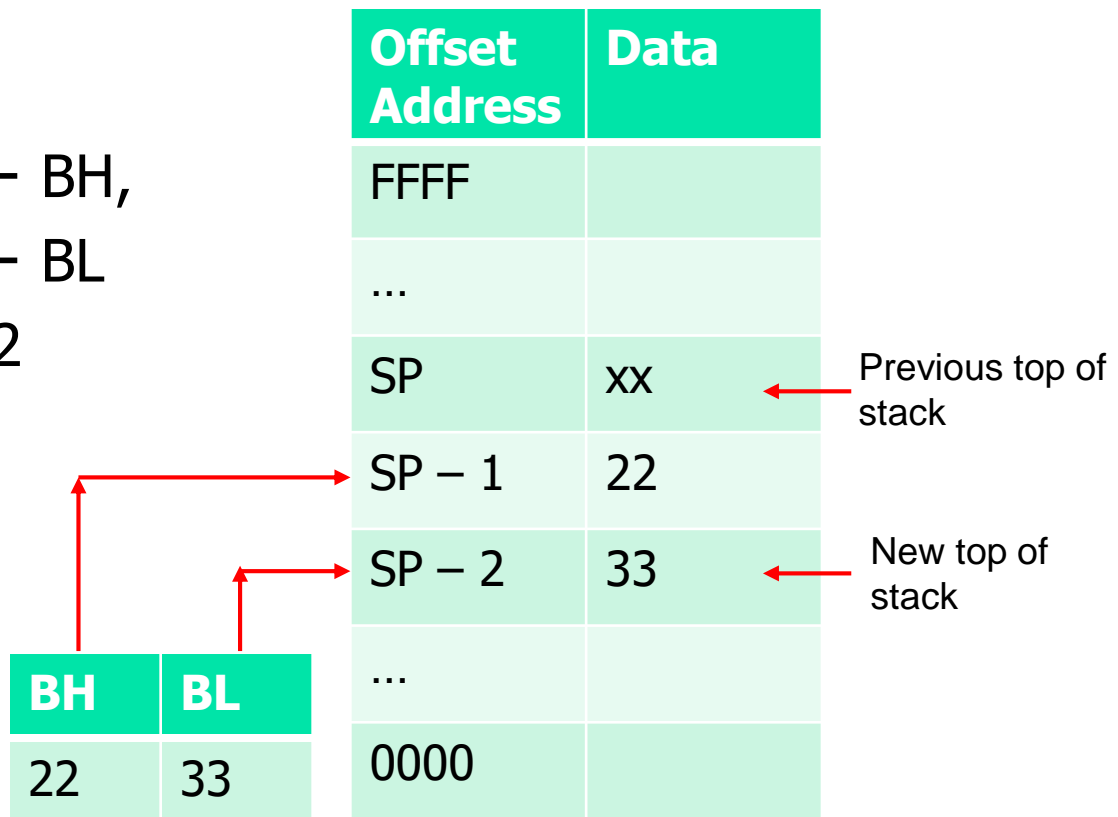 – BH,
– BL
2
Offset Address Data
FFFF
...
SP xx
SP – 1 22
SP – 2 33
...
0000
Previous top of
stack
New top of
stack
BH BL
22 33